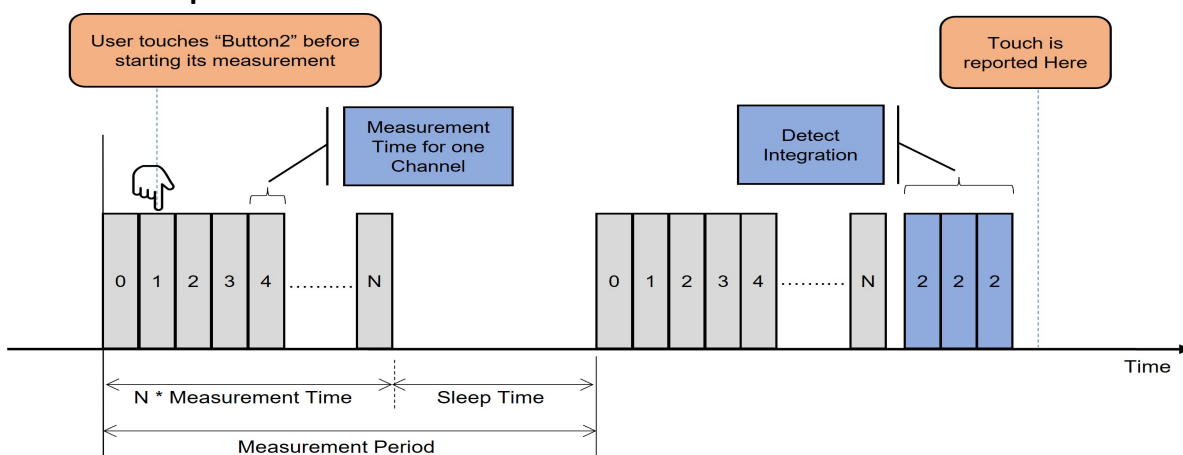 User touches “Button2” before
starting its measurement
Touch is
reported Here
Measurement
Time for one
Channel
Detect
Integration
0 1 2 3 4 ........... N 0 1 2 3 4 ........... N 2 2 2
Time
N * Measurement Time Sleep Time
Measurement Period